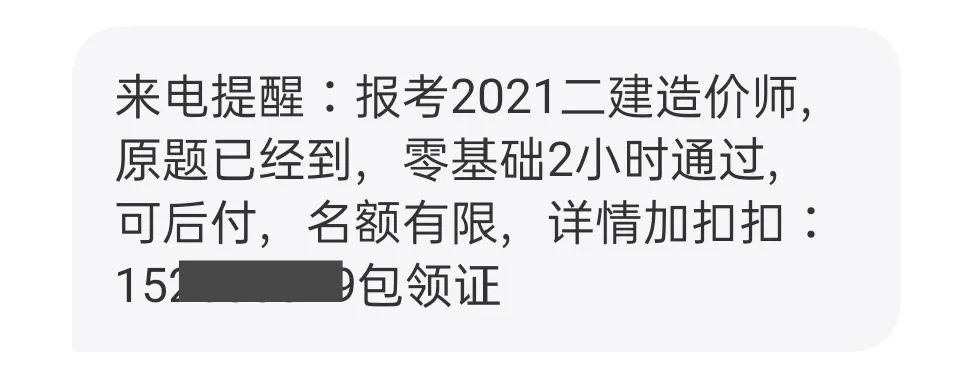 来电提醒：报考2021二建造价师，
原题已经到，零基础2小时通过，
可后付，名额有限，详情加扣扣：
152 9包领证